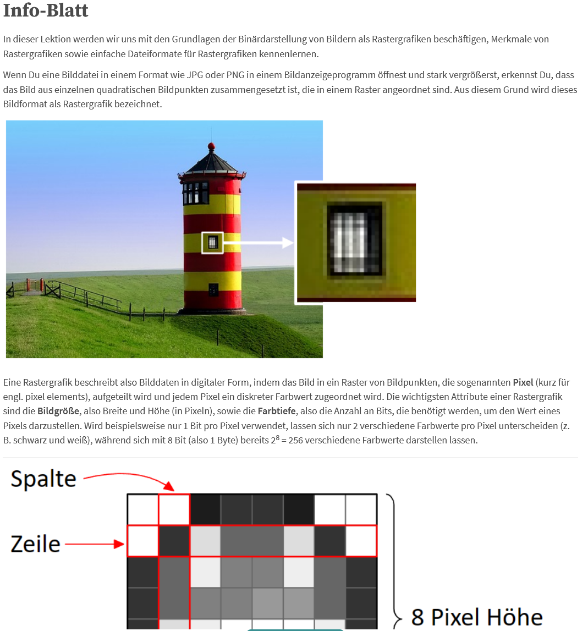 Info-Blatt
In dieser Lektion werden wir uns mit den Grundlagen der Binärdarstellung von Bildern als Rastergrafiken beschäftigen, Merkmale von
Rastergrafiken sowie einfache Dateiformate für Rastergrafiken kennenlernen.
Wenn Du eine Bilddatei in einem Format wie JPG oder PNG in einem Bildanzeigeprogramm öffnest und stark vergrößerst, erkennst Du, dass
das Bild aus einzelnen quadratischen Bildpunkten zusammengesetzt ist, die in einem Raster angeordnet sind. Aus diesem Grund wird dieses
Bildformat als Rastergrafik bezeichnet.
Eine Rastergrafik beschreibt also Bilddaten in digitaler Form, indem das Bild in ein Raster von Bildpunkten, die sogenannten Pixel (kurz für
engl. pixel elements), aufgeteilt wird und jedem Pixel ein diskreter Farbwert zugeordnet wird. Die wichtigsten Attribute einer Rastergrafik
sind die Bildgröße, also Breite und Höhe (in Pixeln), sowie die Farbtiefe, also die Anzahl an Bits, die benötigt werden, um den Wert eines
Pixels darzustellen. Wird beispielsweise nur 1 Bit pro Pixel verwendet, lassen sich nur 2 verschiedene Farbwerte pro Pixel unterscheiden (z.
B. schwarz und weiß), während sich mit 8 Bit (also 1 Byte) bereits 2⁸ = 256 verschiedene Farbwerte darstellen lassen.
Spalte
Zeile
8 Pixel Höhe